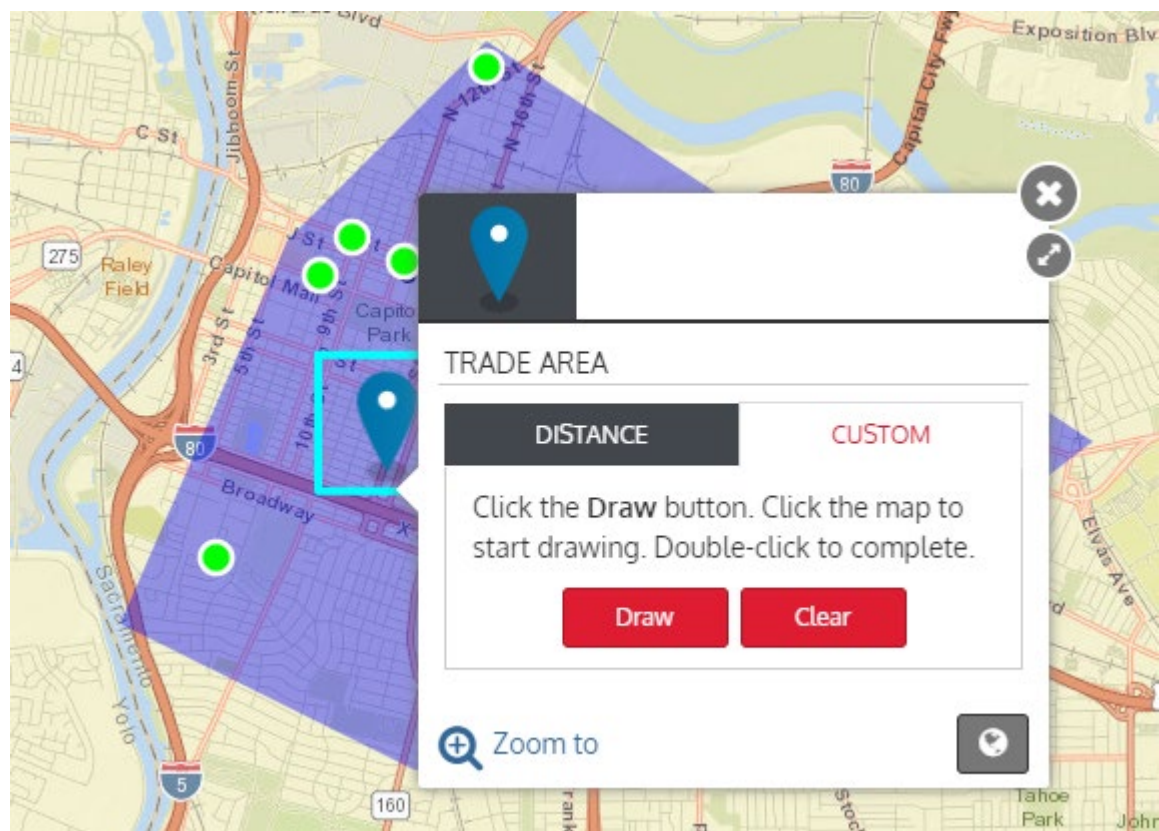 Exposition Blv
N 12th St
N 16th St
Capital City Fwy
Jibboom St
C St
80
J St
275
Raley
Field
Capitol Mall
Capito
Park
3rd St
5th St
9th St
10th St
TRADE AREA
DISTANCE
CUSTOM
80
Broadway
X
Click the Draw button. Click the map to
start drawing. Double-click to complete.
Draw
Clear
Elvas Ave
Sacramento
Yolo
Zoom to
5
160
Tahoe
Park
John